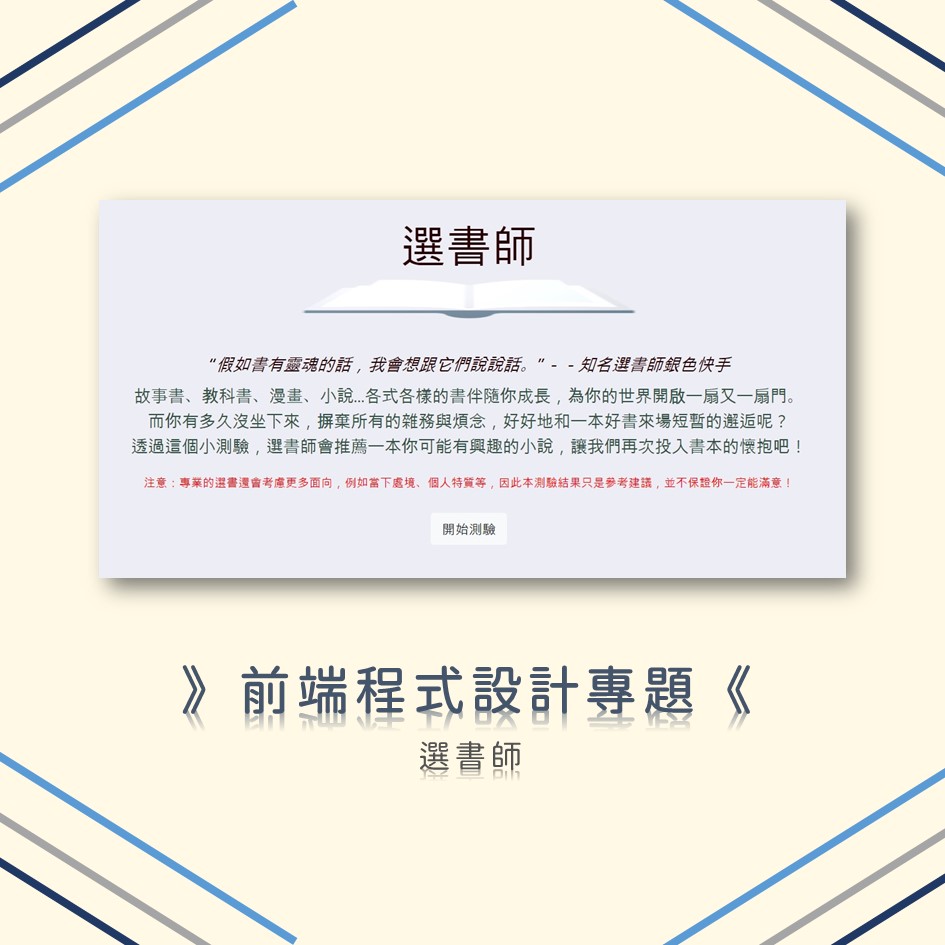 選書師
"假如書有靈魂的話，我會想跟它們說說話。" - - 知名選書師銀色快手
故事書、教科書、漫畫、小說...各式各樣的書伴隨你成長，為你的世界開啟一扇又一扇門。
而你有多久沒坐下來，摒棄所有的雜務與煩念，好好地和一本好書來場短暫的邂逅呢？
透過這個小測驗，選書師會推薦一本你可能有興趣的小說，讓我們再次投入書本的懷抱吧！
注意：專業的選書還會考慮更多面向，例如當下處境、個人特質等，因此本測驗結果只是參考建議，並不保證你一定能滿意！
開始測驗
》前端程式設計專題《
選書師